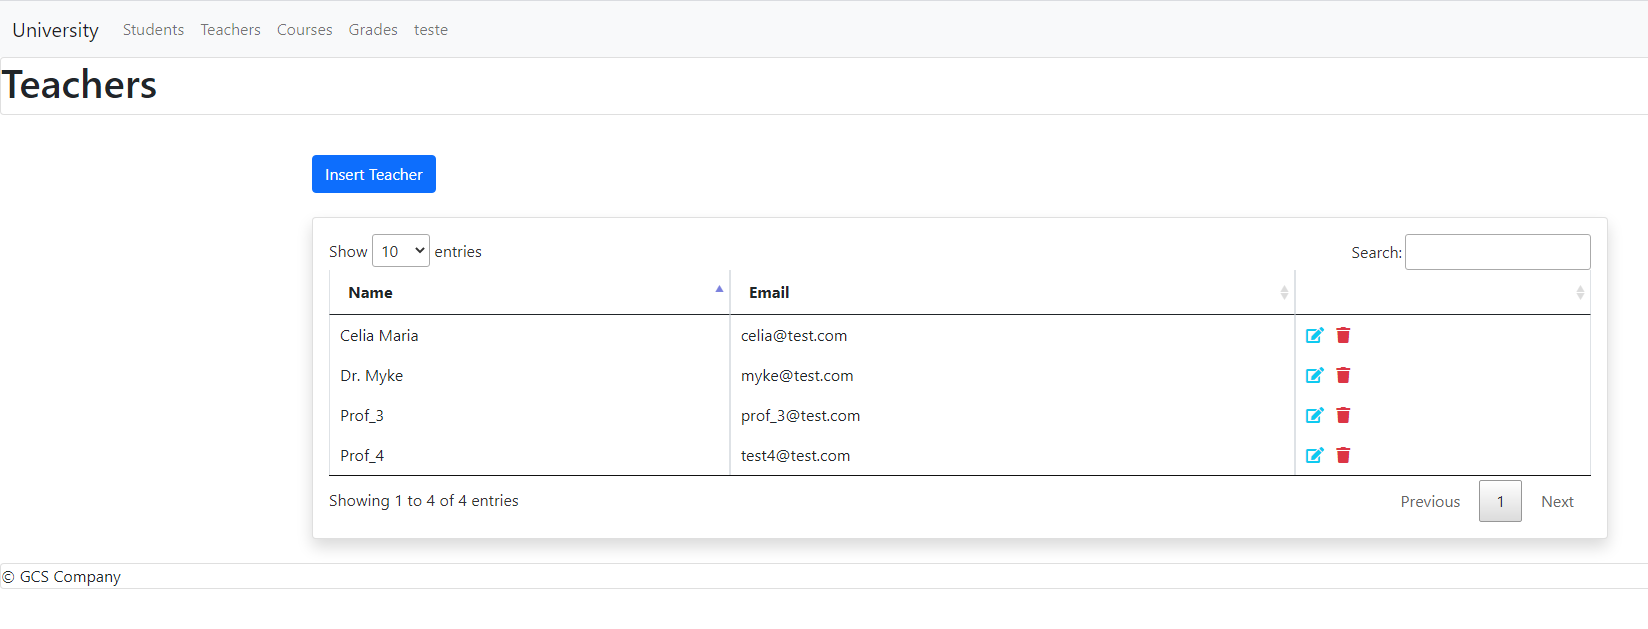 University Students Teachers Courses Grades teste
Teachers
Insert Teacher
Show 10 entries Search:
Name Email
Celia Maria celia@test.com
Dr. Myke myke@test.com
Prof_3 prof_3@test.com
Prof_4 test4@test.com
Showing 1 to 4 of 4 entries Previous 1 Next
© GCS Company